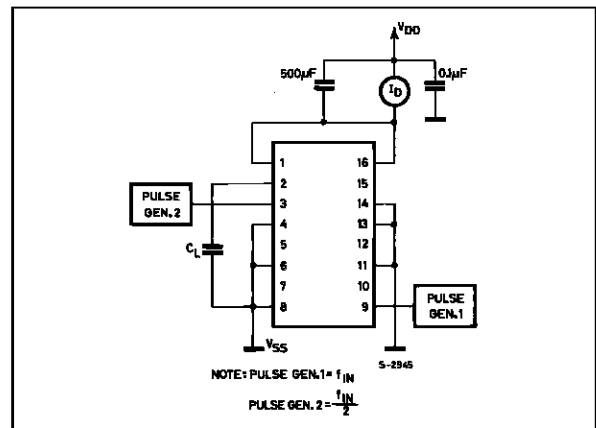 VDD
500μF
ID
0.1μF
1 16
2 15
PULSE GEN.2
3 14
4 13
CL
5 12
6 11
7 10
8 9
PULSE GEN.1
VSS
S-2945
NOTE: PULSE GEN.1 = fIN
PULSE GEN. 2 = fIN/2